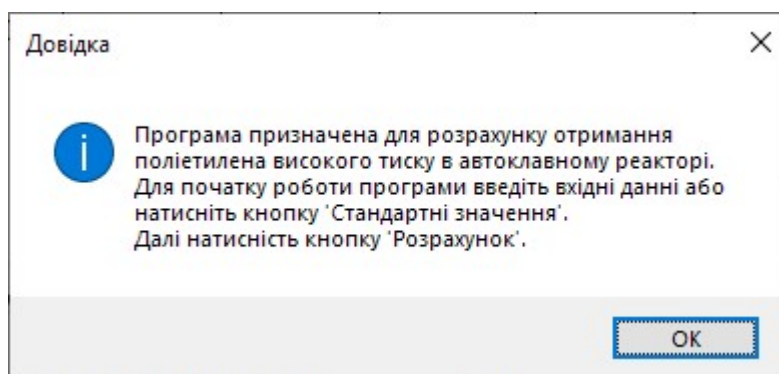 Довідка
Програма призначена для розрахунку отримання
поліетилена високого тиску в автоклавному реакторі.
Для початку роботи програми введіть вхідні данні або
натисніть кнопку 'Стандартні значення'.
Далі натисність кнопку 'Розрахунок'.
OK